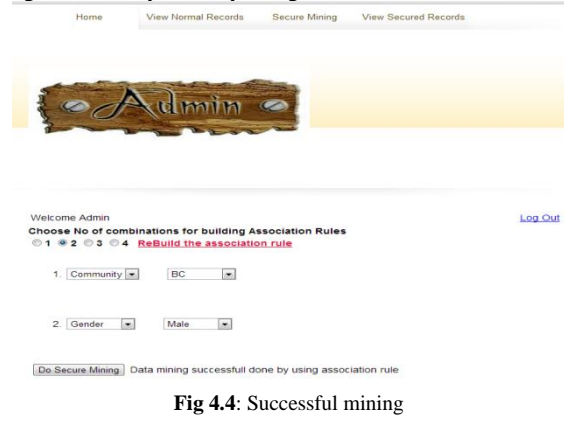 Home View Normal Records Secure Mining View Secured Records
Admin
Welcome Admin Log Out
Choose No of combinations for building Association Rules
1 2 3 4 ReBuild the association rule
1. Community BC
2. Gender Male
Do Secure Mining Data mining successfull done by using association rule
Fig 4.4: Successful mining